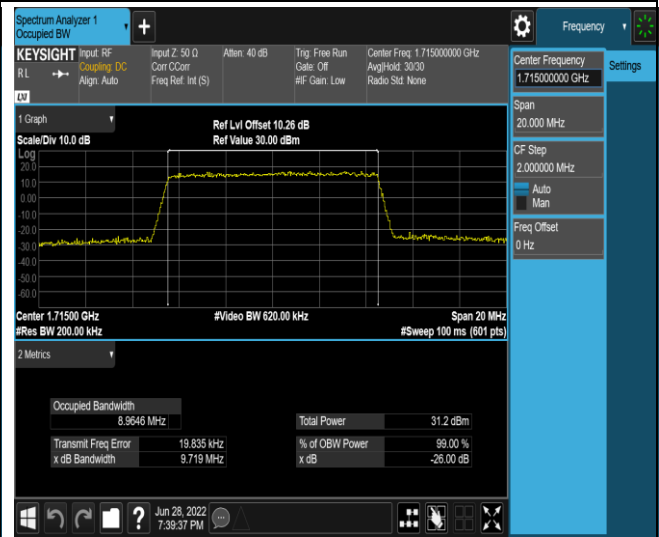 Spectrum Analyzer 1
Occupied BW
+
Frequency
KEYSIGHT
RL
LXI
Input: RF
Coupling: DC
Align: Auto
Input Z: 50 Ω
Corr CCorr
Freq Ref: Int (S)
Atten: 40 dB
Trig: Free Run
Gate: Off
#IF Gain: Low
Center Freq: 1.715000000 GHz
Avg|Hold: 30/30
Radio Std: None
Center Frequency
1.715000000 GHz
Settings
Span
20.000 MHz
CF Step
2.000000 MHz
Auto
Man
Freq Offset
0 Hz
1 Graph
Scale/Div 10.0 dB
Ref Lvl Offset 10.26 dB
Ref Value 30.00 dBm
Log
20.0
10.0
0.00
-10.0
-20.0
-30.0
-40.0
-50.0
-60.0
Center 1.71500 GHz
#Video BW 620.00 kHz
Span 20 MHz
#Res BW 200.00 kHz
#Sweep 100 ms (601 pts)
2 Metrics
Occupied Bandwidth
8.9646 MHz
Total Power 31.2 dBm
Transmit Freq Error 19.835 kHz
% of OBW Power 99.00 %
x dB Bandwidth 9.719 MHz
x dB -26.00 dB
?
Jun 28, 2022
7:39:37 PM